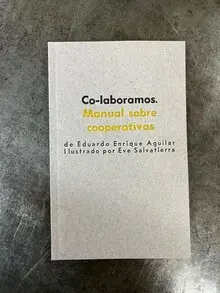 Co-laboramos.
Manual sobre
cooperativas
de Eduardo Enrique Aguilar
Ilustrado por Eve Salvatierra